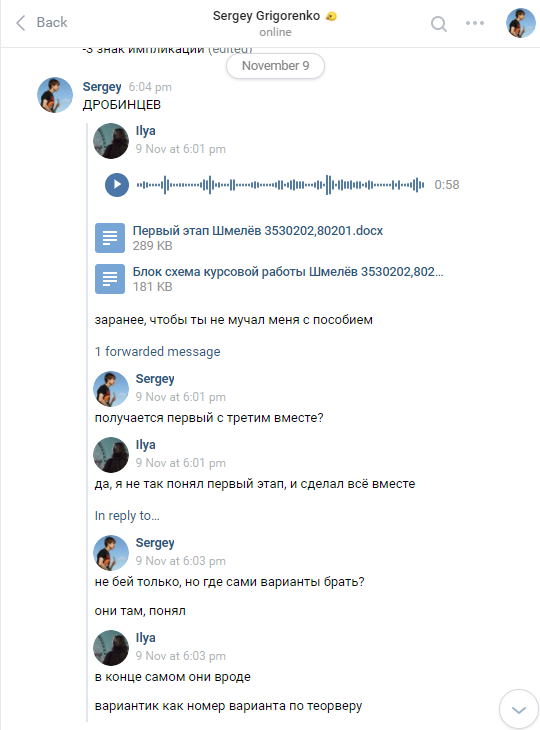 Back
Sergey Grigorenko
online
-3 знак импликации (edited)
November 9
Sergey 6:04 pm
ДРОБИНЦЕВ
Ilya
9 Nov at 6:01 pm
0:58
Первый этап Шмелёв 3530202,80201.docx
289 KB
Блок схема курсовой работы Шмелёв 3530202,802...
181 KB
заранее, чтобы ты не мучал меня с пособием
1 forwarded message
Sergey
9 Nov at 6:01 pm
получается первый с третим вместе?
Ilya
9 Nov at 6:01 pm
да, я не так понял первый этап, и сделал всё вместе
In reply to...
Sergey
9 Nov at 6:03 pm
не бей только, но где сами варианты брать?
они там, понял
Ilya
9 Nov at 6:03 pm
в конце самом они вроде
вариантик как номер варианта по теорверу